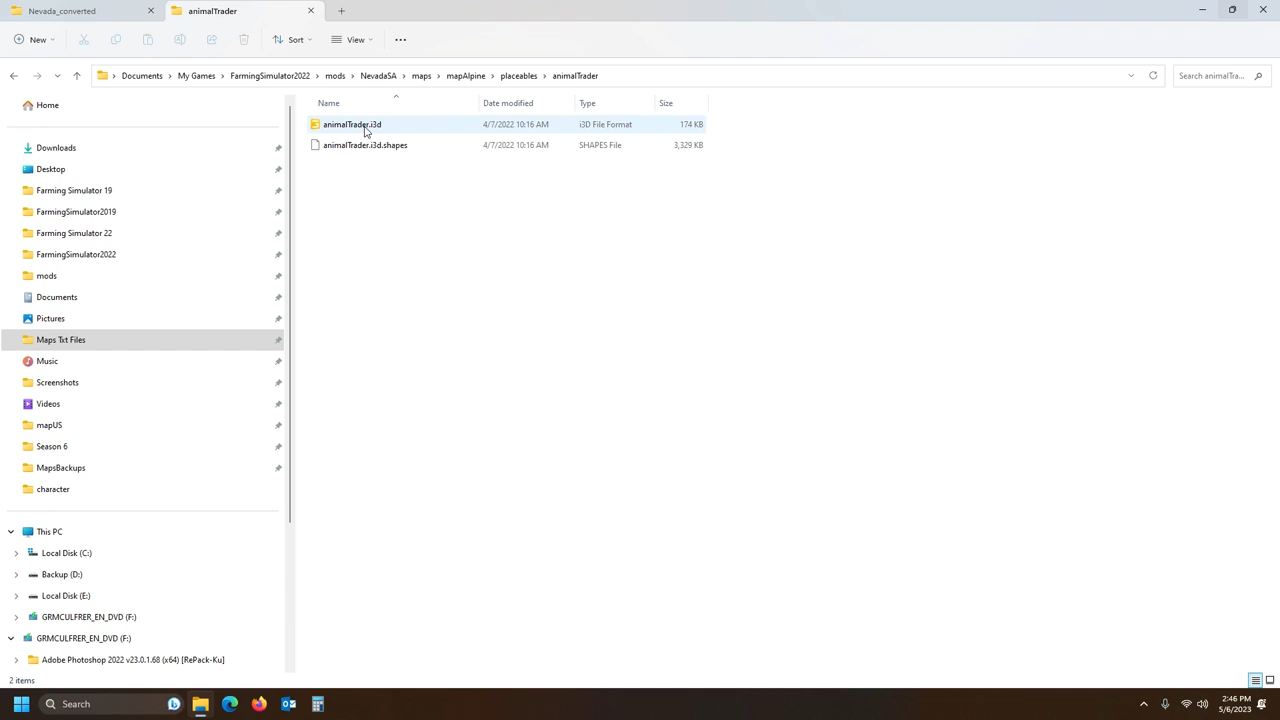 Nevada_converted
animalTrader
New
Sort
View
Documents
My Games
FarmingSimulator2022
mods
NevadaSA
maps
mapAlpine
placeables
animalTrader
Search animalTra...
Home
Downloads
Desktop
Farming Simulator 19
FarmingSimulator2019
Farming Simulator 22
FarmingSimulator2022
mods
Documents
Pictures
Maps Txt Files
Music
Screenshots
Videos
mapUS
Season 6
MapsBackups
character
This PC
Local Disk (C:)
Backup (D:)
Local Disk (E:)
GRMCULFRER_EN_DVD (F:)
GRMCULFRER_EN_DVD (F:)
Adobe Photoshop 2022 v23.0.1.68 (x64) [RePack-Ku]
Name Date modified Type Size
animalTrader.i3d 4/7/2022 10:16 AM i3D File Format 174 KB
animalTrader.i3d.shapes 4/7/2022 10:16 AM SHAPES File 3,329 KB
2 items
Search
2:46 PM
5/6/2023